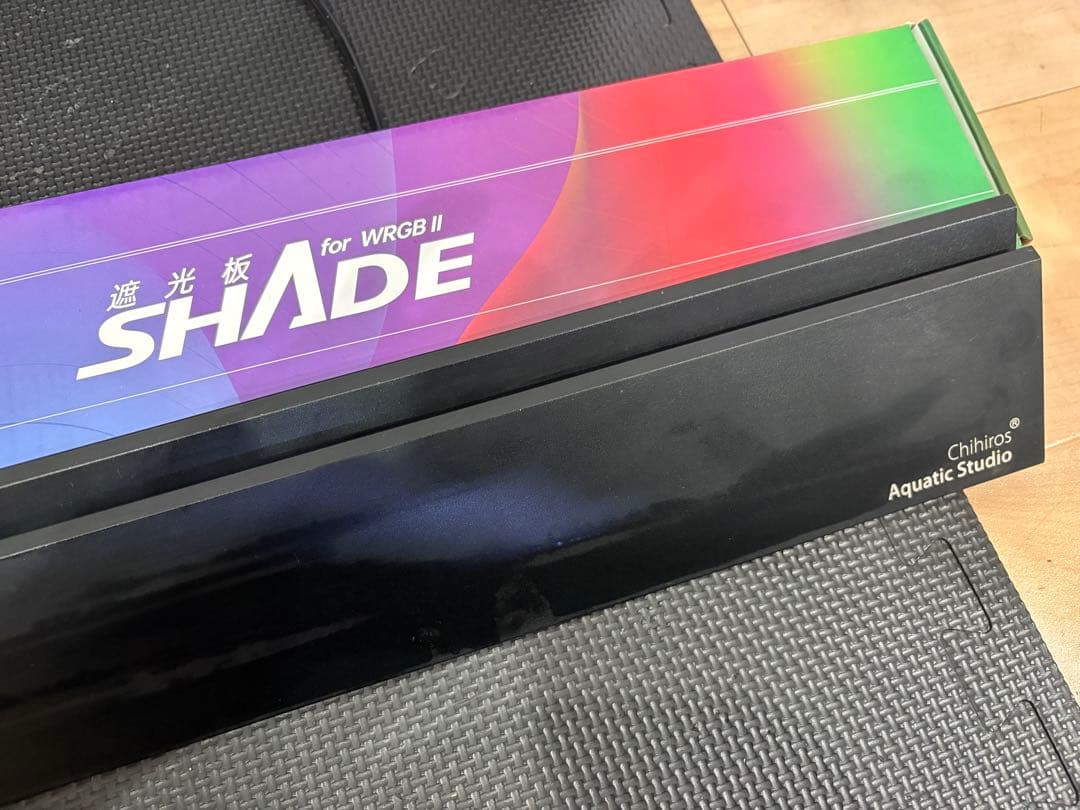 遮光板
for WRGB II
SHADE
Chihiros®
Aquatic Studio